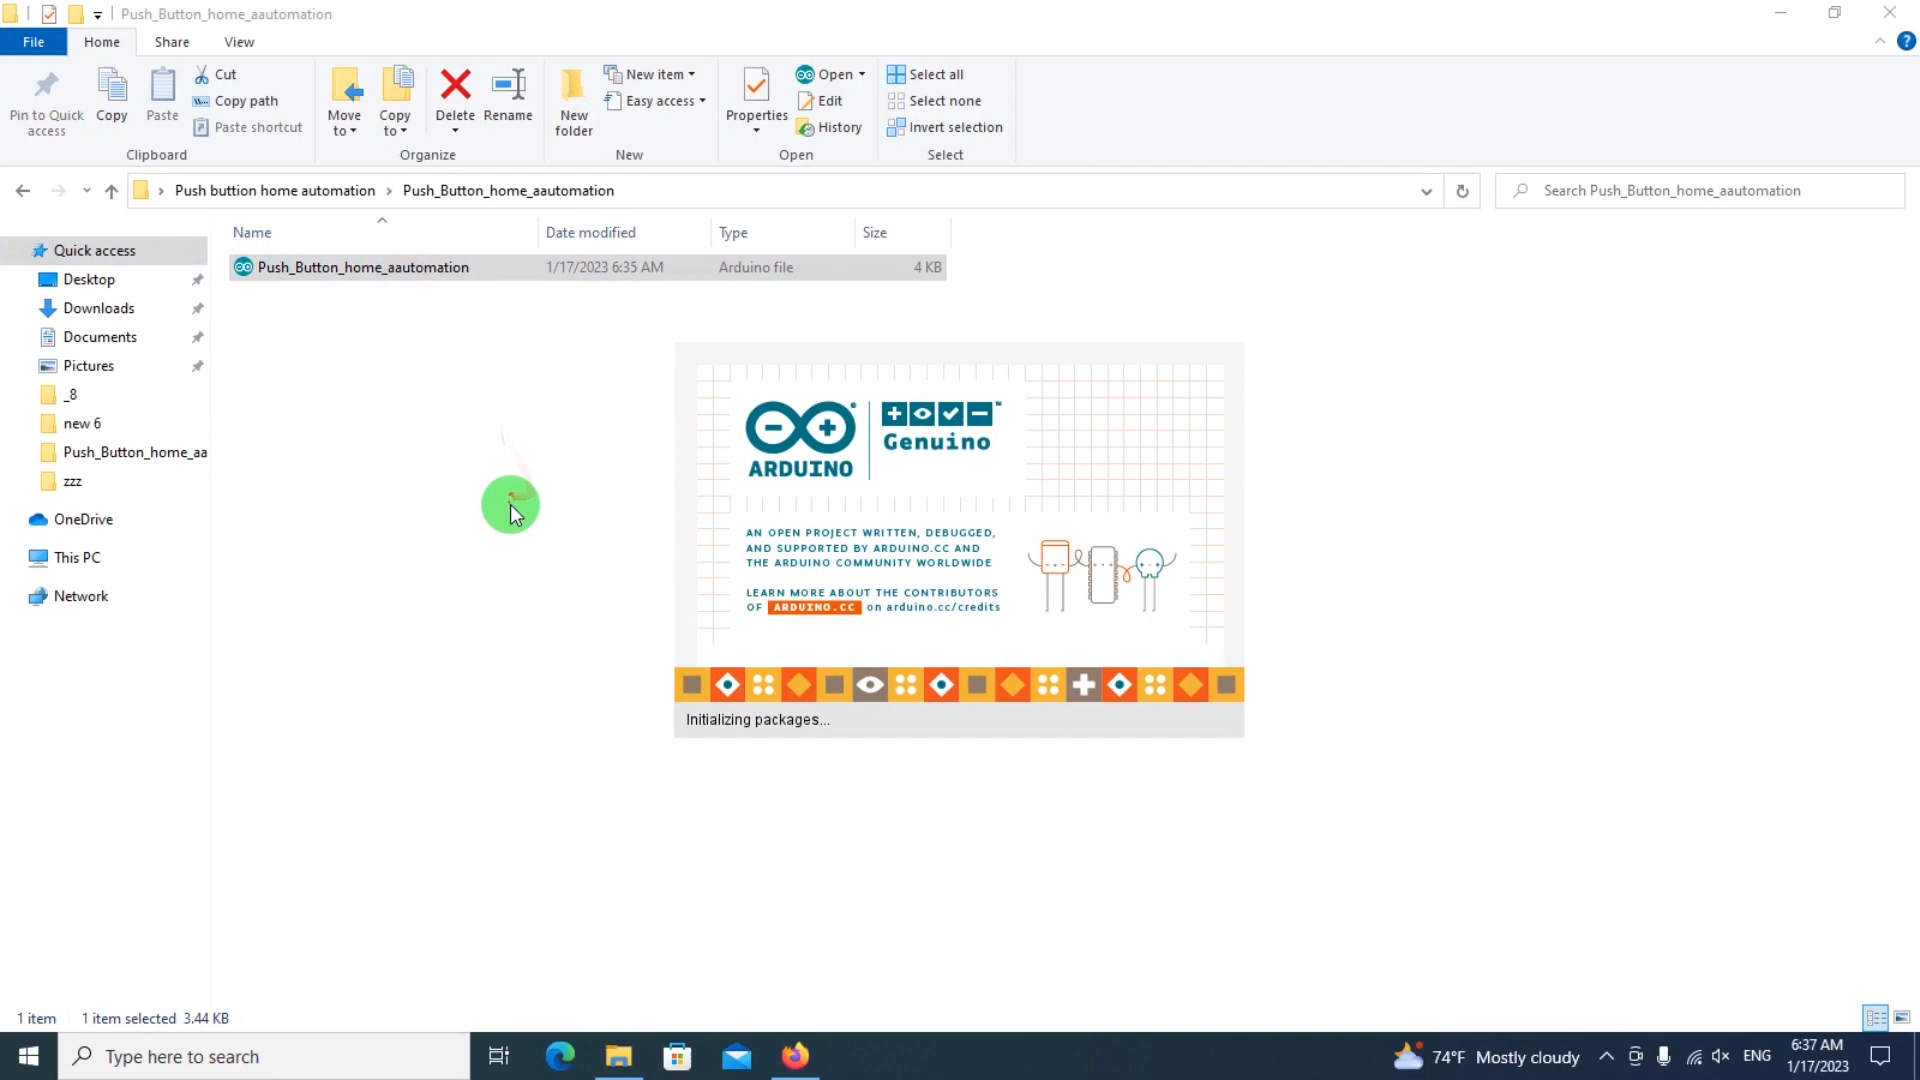 Push_Button_home_aautomation
File
Home
Share
View
Pin to Quick access
Copy
Paste
Cut
Copy path
Paste shortcut
Clipboard
Move to
Copy to
Delete
Rename
Organize
New folder
New item
Easy access
New
Properties
Open
Edit
History
Open
Select all
Select none
Invert selection
Select
Push buttion home automation
Push_Button_home_aautomation
Search Push_Button_home_aautomation
Name
Date modified
Type
Size
Push_Button_home_aautomation
1/17/2023 6:35 AM
Arduino file
4 KB
Quick access
Desktop
Downloads
Documents
Pictures
_8
new 6
Push_Button_home_aa
zzz
OneDrive
This PC
Network
ARDUINO
Genuino
™
AN OPEN PROJECT WRITTEN, DEBUGGED,
AND SUPPORTED BY ARDUINO.CC AND
THE ARDUINO COMMUNITY WORLDWIDE
LEARN MORE ABOUT THE CONTRIBUTORS
OF ARDUINO.CC on arduino.cc/credits
Initializing packages...
1 item
1 item selected 3.44 KB
Type here to search
74°F Mostly cloudy
ENG
6:37 AM
1/17/2023